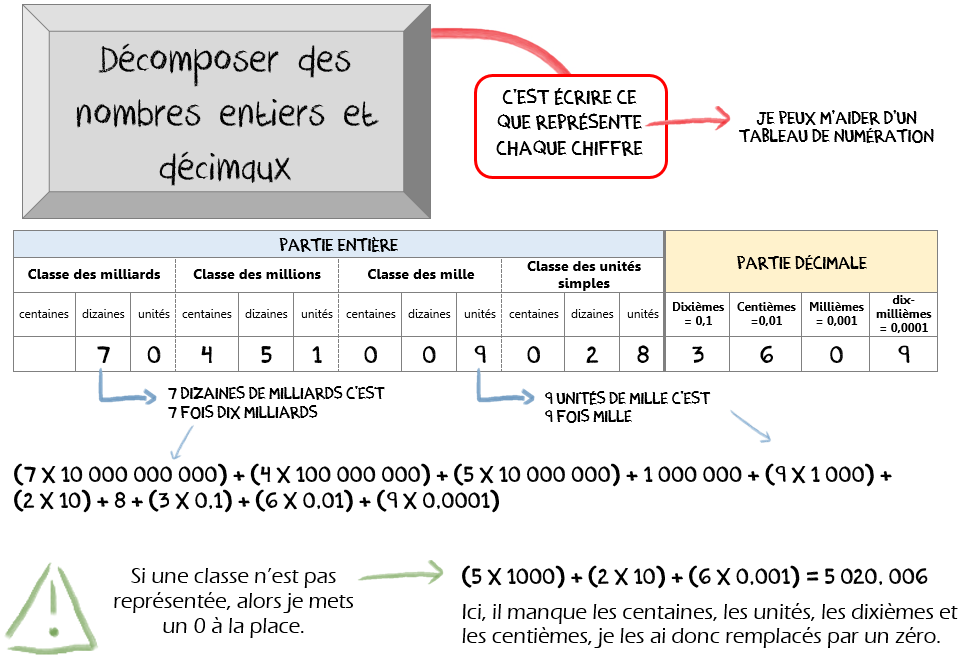 Décomposer des
nombres entiers et
décimaux
C'EST ÉCRIRE CE
QUE REPRÉSENTE
CHAQUE CHIFFRE
JE PEUX M'AIDER D'UN
TABLEAU DE NUMÉRATION
PARTIE ENTIÈRE
PARTIE DÉCIMALE
Classe des milliards Classe des millions Classe des mille Classe des unités
simples
centaines dizaines unités centaines dizaines unités centaines dizaines unités centaines dizaines unités
Dixièmes
= 0,1
Centièmes
=0,01
Millièmes
= 0,001
dix-
millièmes
= 0,0001
7 0 4 5 1 0 0 9 0 2 8 3 6 0 9
7 DIZAINES DE MILLIARDS C'EST
7 FOIS DIX MILLIARDS
9 UNITÉS DE MILLE C'EST
9 FOIS MILLE
(7 X 10 000 000 000) + (4 X 100 000 000) + (5 X 10 000 000) + 1 000 000 + (9 X 1 000) +
(2 X 10) + 8 + (3 X 0,1) + (6 X 0,01) + (9 X 0,0001)
Si une classe n'est pas
représentée, alors je mets
un 0 à la place.
(5 X 1000) + (2 X 10) + (6 X 0,001) = 5 020, 006
Ici, il manque les centaines, les unités, les dixièmes et
les centièmes, je les ai donc remplacés par un zéro.